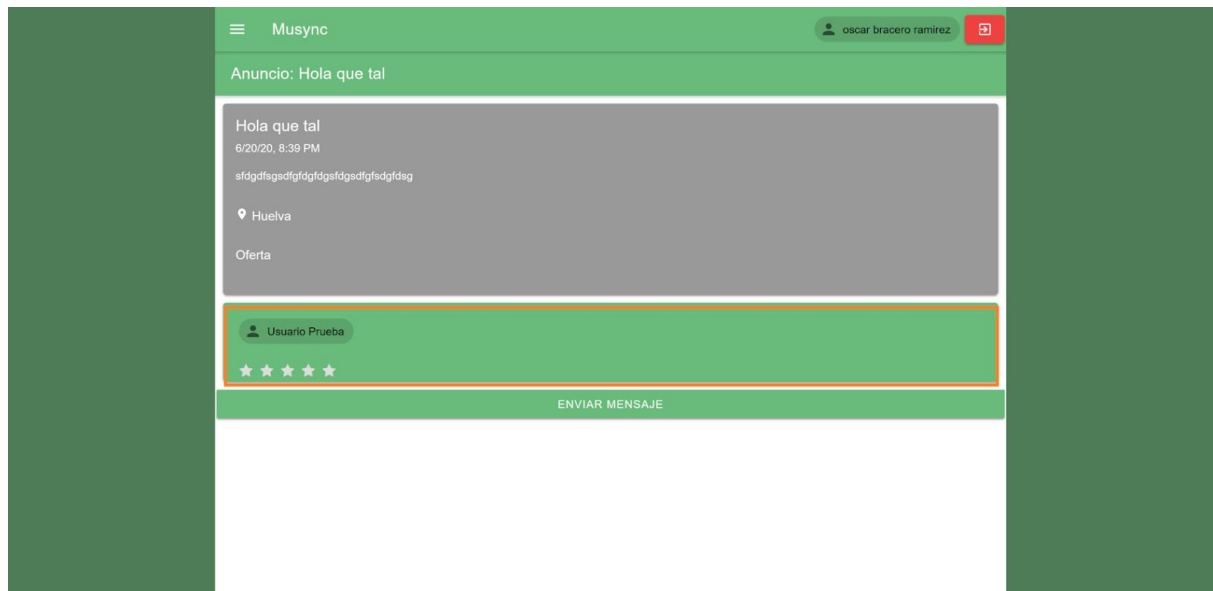 Musync
oscar bracero ramirez
Anuncio: Hola que tal
Hola que tal
6/20/20, 8:39 PM
sfdgdfsgsdfgfdgfdgsfdgsdfgfsdgfdsg
Huelva
Oferta
Usuario Prueba
ENVIAR MENSAJE